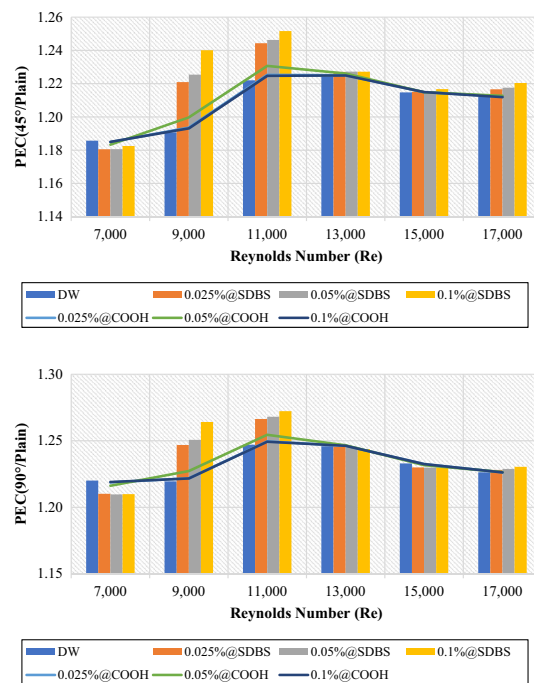 1.26
1.24
1.22
1.20
1.18
1.16
1.14
PEC(45°/Plain)
7,000 9,000 11,000 13,000 15,000 17,000
Reynolds Number (Re)
DW 0.025%@SDBS 0.05%@SDBS 0.1%@SDBS
0.025%@COOH 0.05%@COOH 0.1%@COOH
1.30
1.25
1.20
1.15
PEC(90°/Plain)
7,000 9,000 11,000 13,000 15,000 17,000
Reynolds Number (Re)
DW 0.025%@SDBS 0.05%@SDBS 0.1%@SDBS
0.025%@COOH 0.05%@COOH 0.1%@COOH